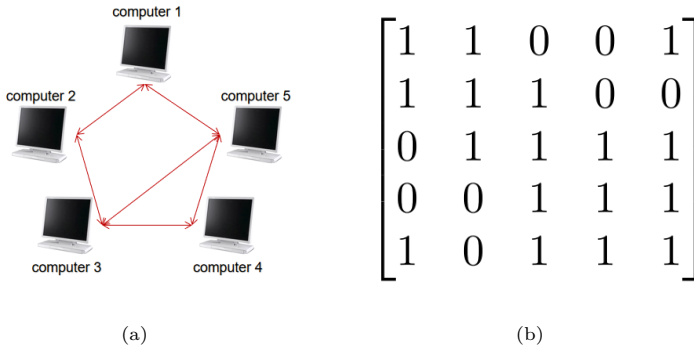 computer 1
computer 2
computer 5
computer 3
computer 4
(a)
1 1 0 0 1
1 1 1 0 0
0 1 1 1 1
0 0 1 1 1
1 0 1 1 1
(b)